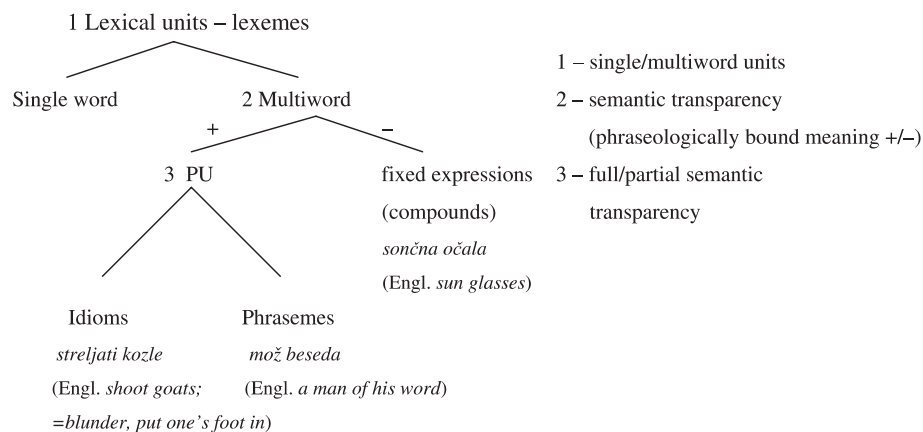 1 Lexical units – lexemes
Single word
2 Multiword
+
–
3 PU
fixed expressions
(compounds)
sončna očala
(Engl. sun glasses)
Idioms
streljati kozle
(Engl. shoot goats;
=blunder, put one’s foot in)
Phrasemes
mož beseda
(Engl. a man of his word)
1 – single/multiword units
2 – semantic transparency
(phraseologically bound meaning +/–)
3 – full/partial semantic
transparency